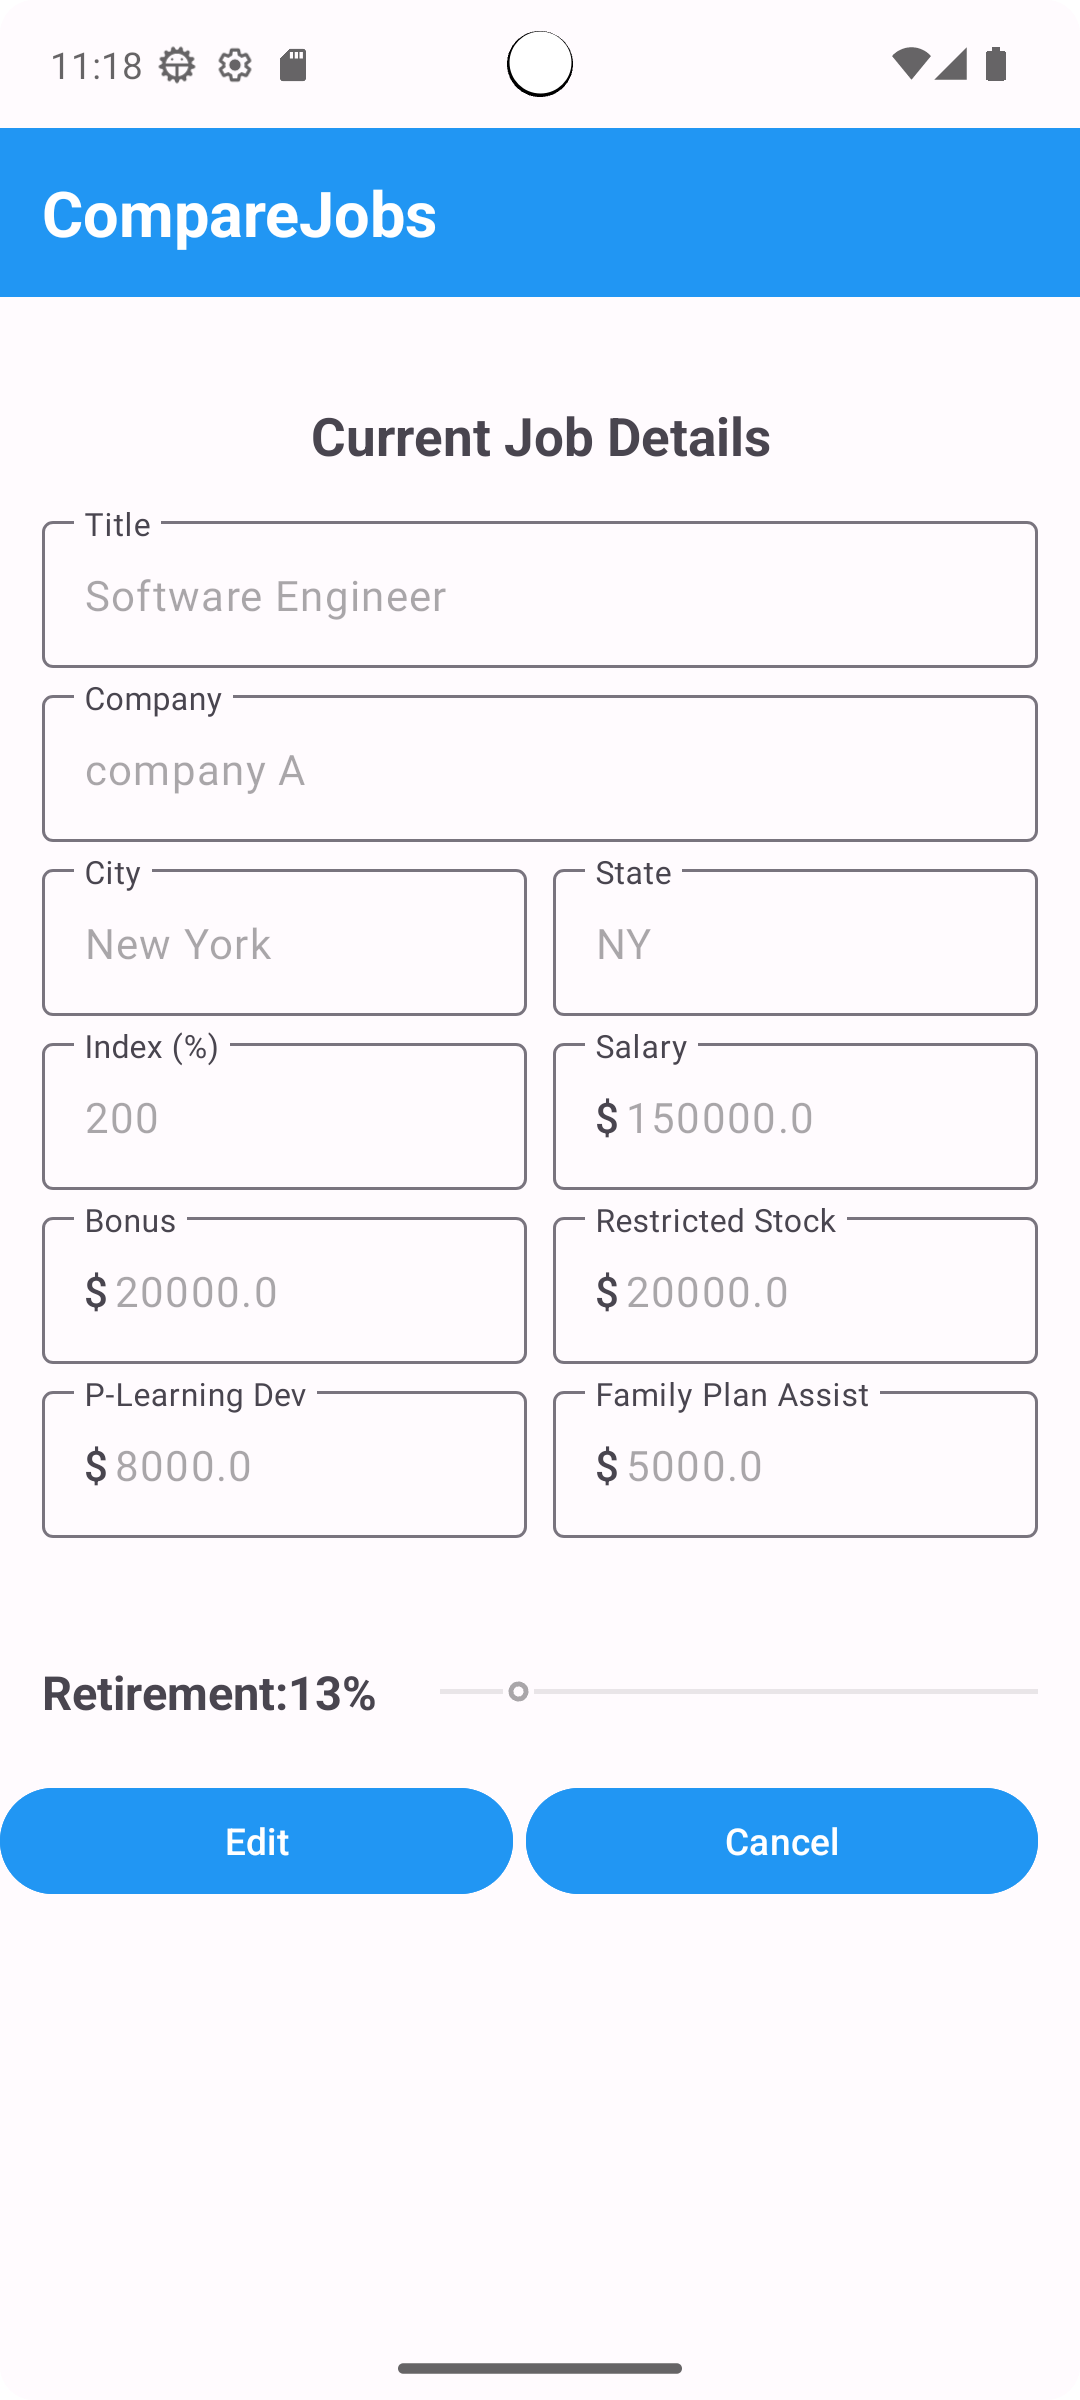 11:18
CompareJobs
Current Job Details
Title
Software Engineer
Company
company A
City State
New York NY
Index (%) Salary
200 $ 150000.0
Bonus Restricted Stock
$ 20000.0 $ 20000.0
P-Learning Dev Family Plan Assist
$ 8000.0 $ 5000.0
Retirement:13%
Edit Cancel